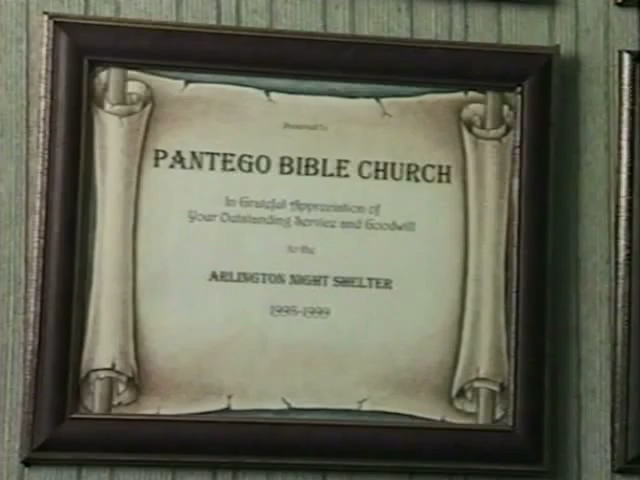 Presented To
PANTEGO BIBLE CHURCH
In Grateful Appreciation of
Your Outstanding Service and Goodwill
to the
ARLINGTON NIGHT SHELTER
1998-1999